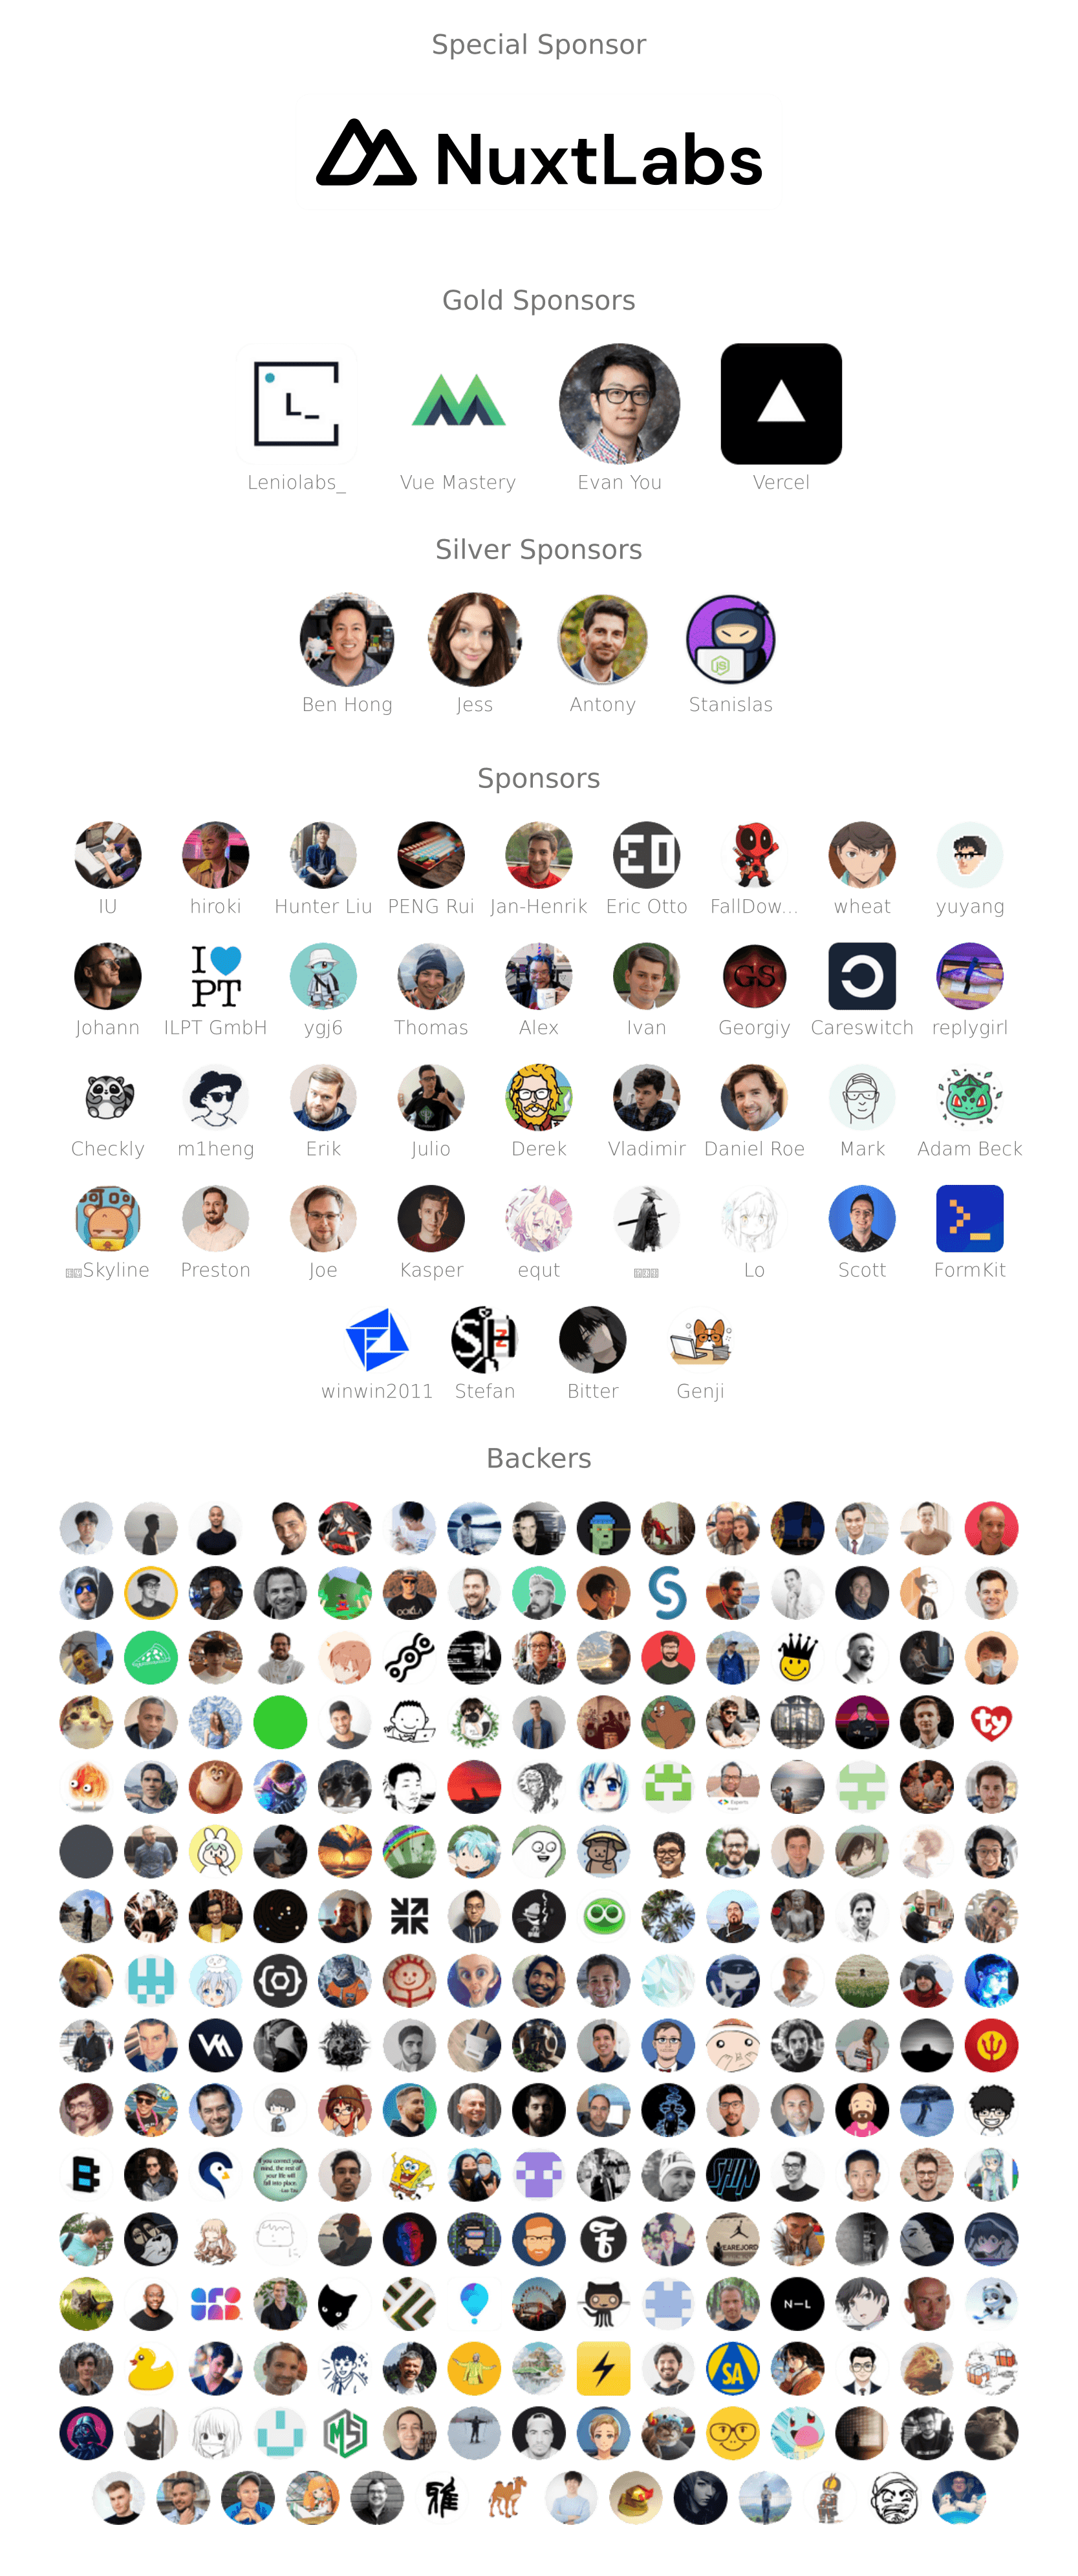 Special Sponsor
NuxtLabs
Gold Sponsors
Leniolabs_ Vue Mastery Evan You Vercel
Silver Sponsors
Ben Hong Jess Antony Stanislas
Sponsors
IU hiroki Hunter Liu PENG Rui Jan-Henrik Eric Otto FallDow... wheat yuyang
Johann ILPT GmbH ygj6 Thomas Alex Ivan Georgiy Careswitch replygirl
Checkly m1heng Erik Julio Derek Vladimir Daniel Roe Mark Adam Beck
Skyline Preston Joe Kasper equt Lo Scott FormKit
winwin2011 Stefan Bitter Genji
Backers